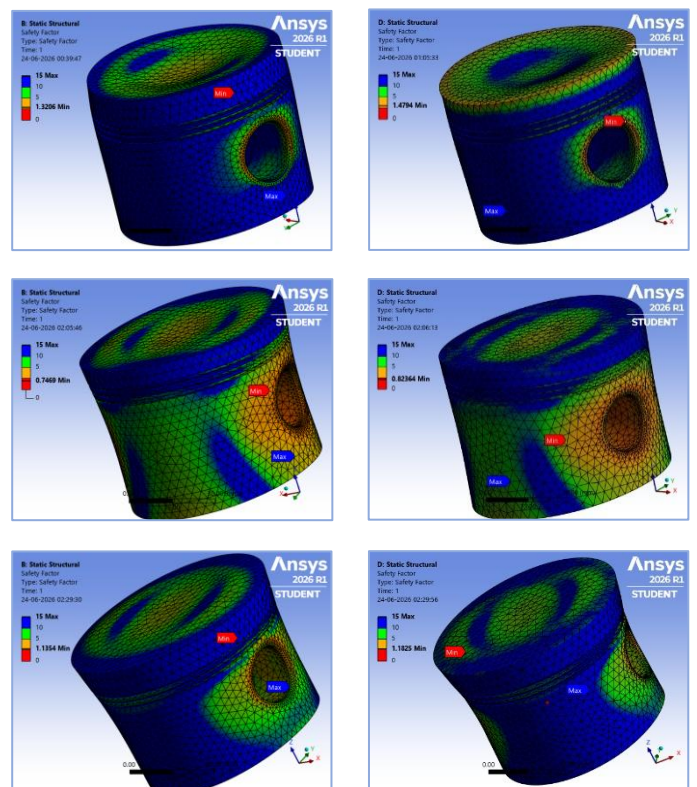 B: Static Structural
Safety Factor
Type: Safety Factor
Time: 1
24-06-2026 00:39:47
15 Max
10
5
1.3206 Min
0
Min
Max
Ansys
2026 R1
STUDENT
D: Static Structural
Safety Factor
Type: Safety Factor
Time: 1
24-06-2026 01:05:33
15 Max
10
5
1.4794 Min
0
Min
Max
Y
X
Ansys
2026 R1
STUDENT
B: Static Structural
Safety Factor
Type: Safety Factor
Time: 1
24-06-2026 02:05:46
15 Max
10
5
0.7469 Min
0
Min
Max
X
Ansys
2026 R1
STUDENT
D: Static Structural
Safety Factor
Type: Safety Factor
Time: 1
24-06-2026 02:06:13
15 Max
10
5
0.82364 Min
0
Min
Max
Y
X
Ansys
2026 R1
STUDENT
B: Static Structural
Safety Factor
Type: Safety Factor
Time: 1
24-06-2026 02:29:30
15 Max
10
5
1.1354 Min
0
Min
Max
0.00
Z
Y
X
Ansys
2026 R1
STUDENT
D: Static Structural
Safety Factor
Type: Safety Factor
Time: 1
24-06-2026 02:29:56
15 Max
10
5
1.1825 Min
0
Min
Max
0.00
Z
Y
X
Ansys
2026 R1
STUDENT